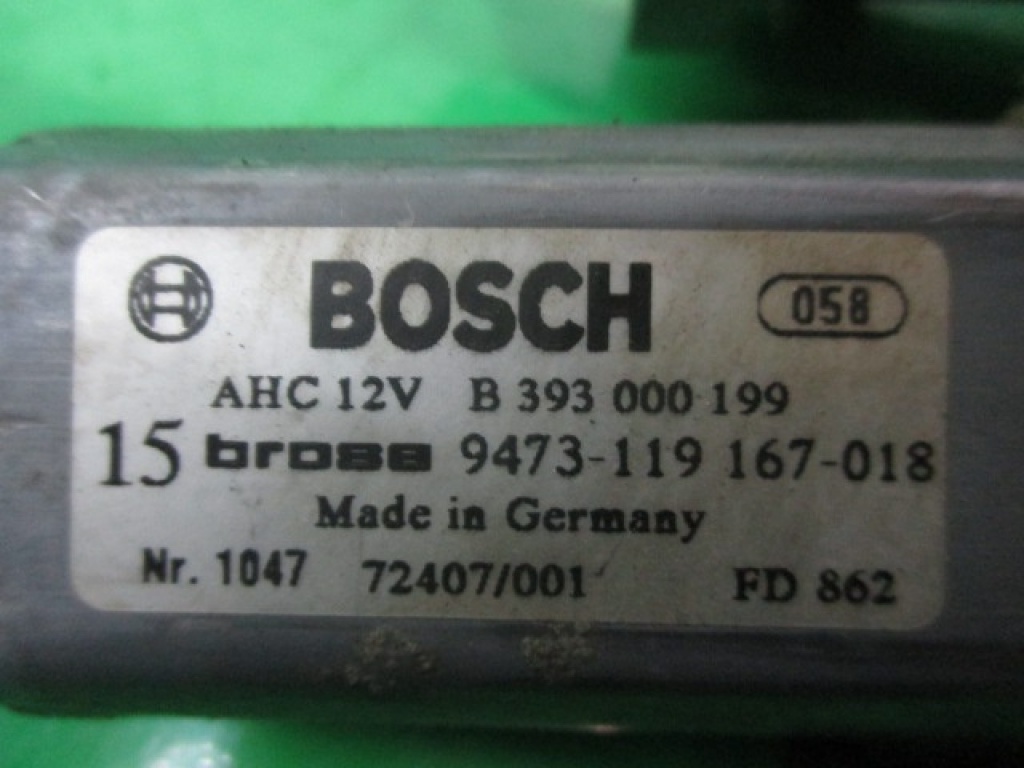 BOSCH 058
AHC 12V B 393 000 199
15 brose 9473-119 167-018
Made in Germany
Nr. 1047 72407/001 FD 862